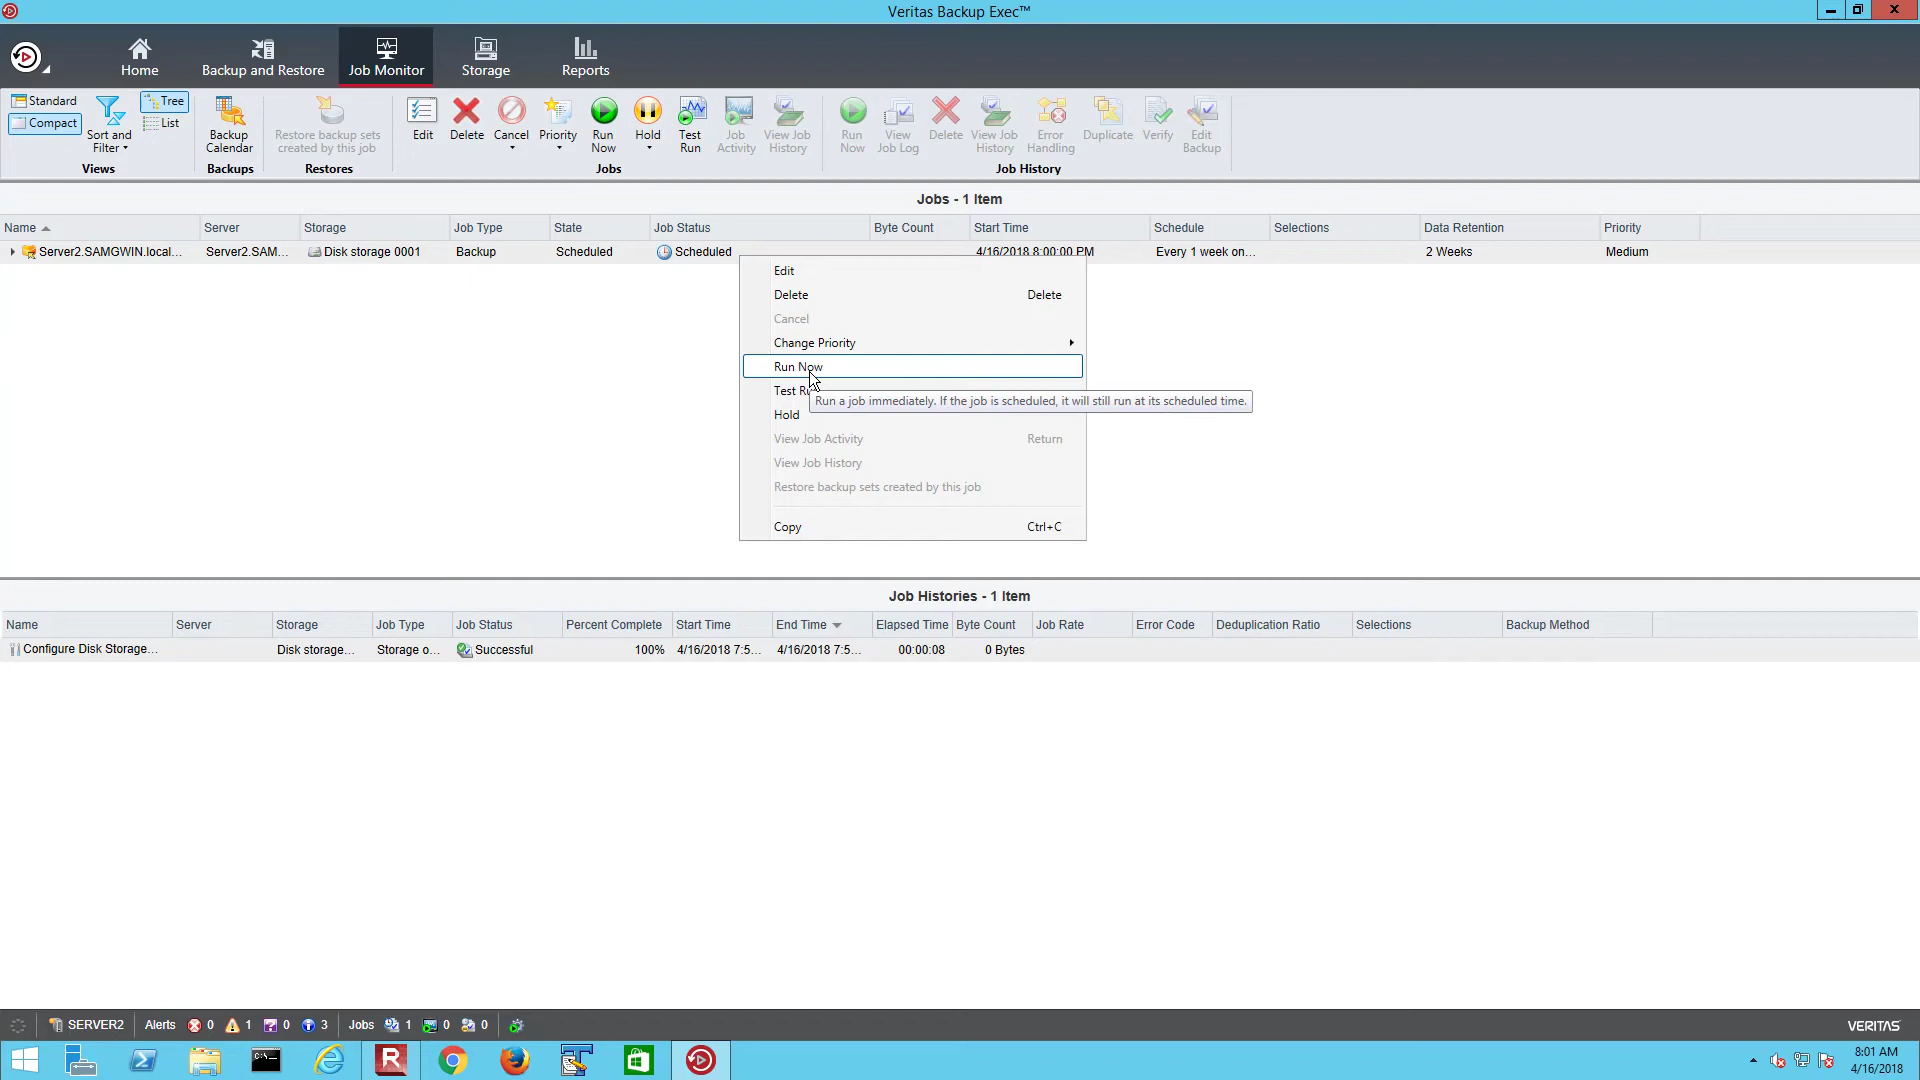 Veritas Backup Exec™
Home
Backup and Restore
Job Monitor
Storage
Reports
Standard
Compact
Sort and
Filter
Tree
List
Views
Backup
Calendar
Backups
Restore backup sets
created by this job
Restores
Edit
Delete
Cancel
Priority
Run
Now
Hold
Test
Run
Job
Activity
View Job
History
Jobs
Run
Now
View
Job Log
Delete
View Job
History
Error
Handling
Duplicate
Verify
Edit
Backup
Job History
Jobs - 1 Item
Name Server Storage Job Type State Job Status Byte Count Start Time Schedule Selections Data Retention Priority
Server2.SAMGWIN.local... Server2.SAM... Disk storage 0001 Backup Scheduled Scheduled 4/16/2018 8:00:00 PM Every 1 week on... 2 Weeks Medium
Edit
Delete Delete
Cancel
Change Priority
Run Now
Test Ru
Run a job immediately. If the job is scheduled, it will still run at its scheduled time.
Hold
View Job Activity Return
View Job History
Restore backup sets created by this job
Copy Ctrl+C
Job Histories - 1 Item
Name Server Storage Job Type Job Status Percent Complete Start Time End Time Elapsed Time Byte Count Job Rate Error Code Deduplication Ratio Selections Backup Method
Configure Disk Storage... Disk storage... Storage o... Successful 100% 4/16/2018 7:5... 4/16/2018 7:5... 00:00:08 0 Bytes
SERVER2 Alerts 0 1 0 3 Jobs 1 0 0
VERITAS
8:01 AM
4/16/2018